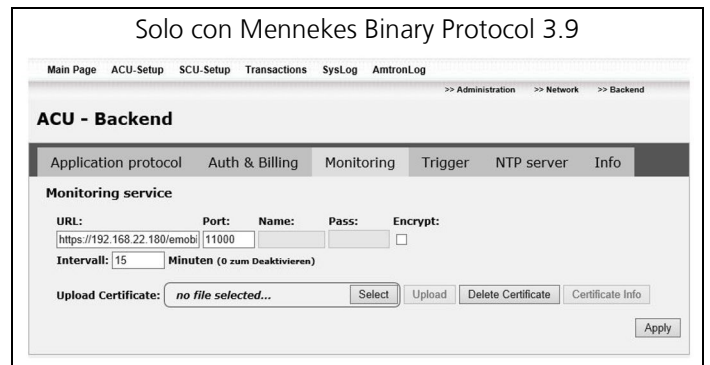 Solo con Mennekes Binary Protocol 3.9
Main Page ACU-Setup SCU-Setup Transactions SysLog AmtronLog
>> Administration >> Network >> Backend
ACU - Backend
Application protocol Auth & Billing Monitoring Trigger NTP server Info
Monitoring service
URL: Port: Name: Pass: Encrypt:
https://192.168.22.180/emobi 11000
Intervall: 15 Minuten (0 zum Deaktivieren)
Upload Certificate: no file selected... Select Upload Delete Certificate Certificate Info
Apply